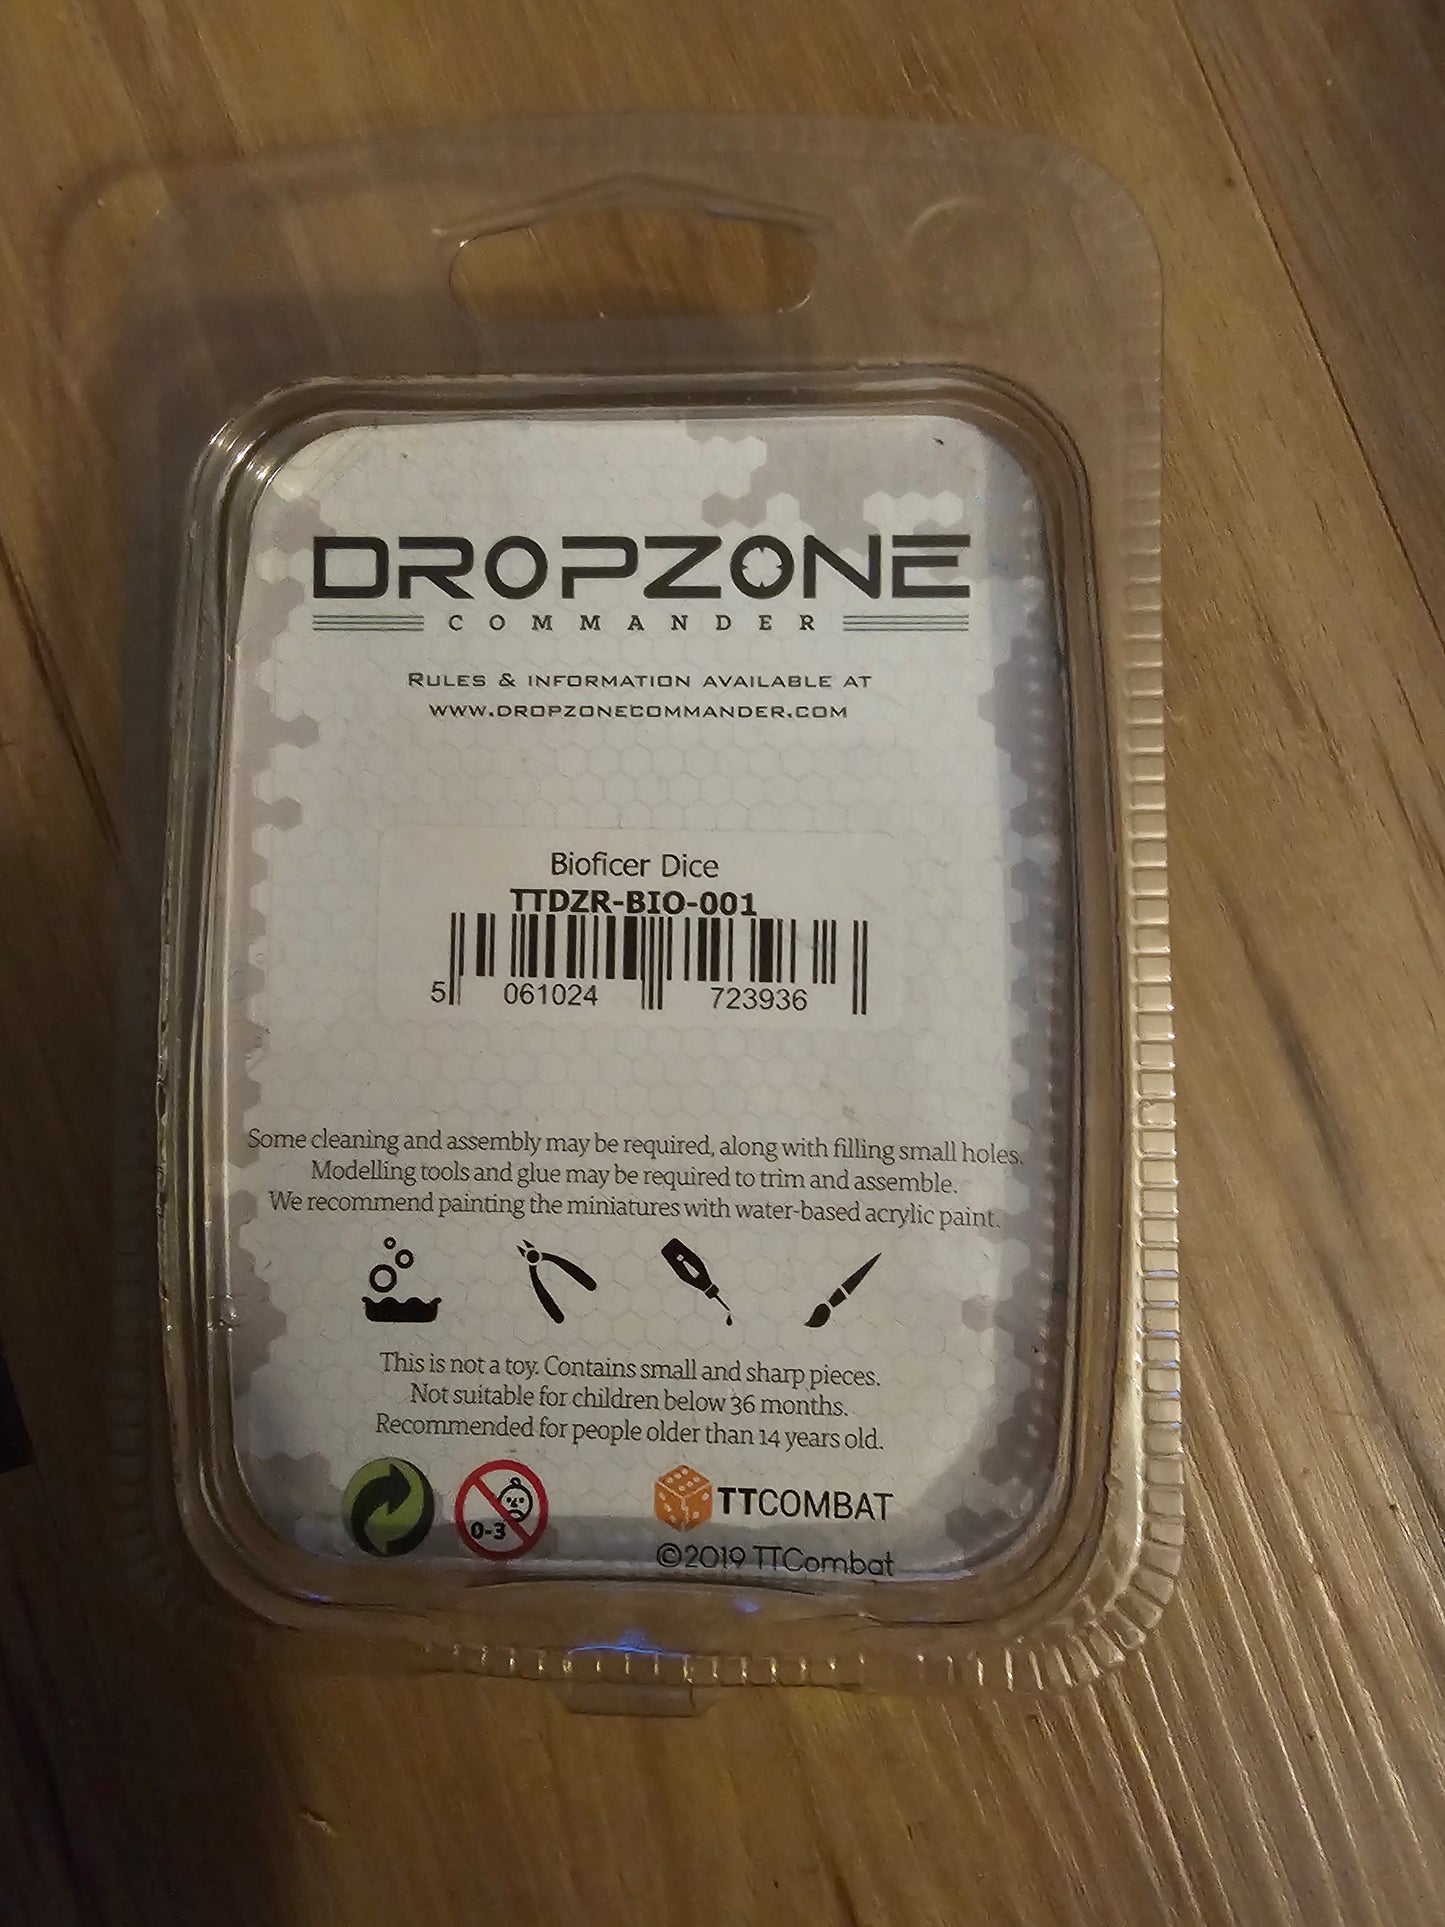 DROPZONE
COMMANDER
RULES & INFORMATION AVAILABLE AT
WWW.DROPZONECOMMANDER.COM
Bioficer Dice
TTDZR-BIO-001
5 061024 723936
Some cleaning and assembly may be required, along with filling small holes.
Modelling tools and glue may be required to trim and assemble.
We recommend painting the miniatures with water-based acrylic paint.
This is not a toy. Contains small and sharp pieces.
Not suitable for children below 36 months.
Recommended for people older than 14 years old.
0-3
TTCOMBAT
©2019 TTCombat